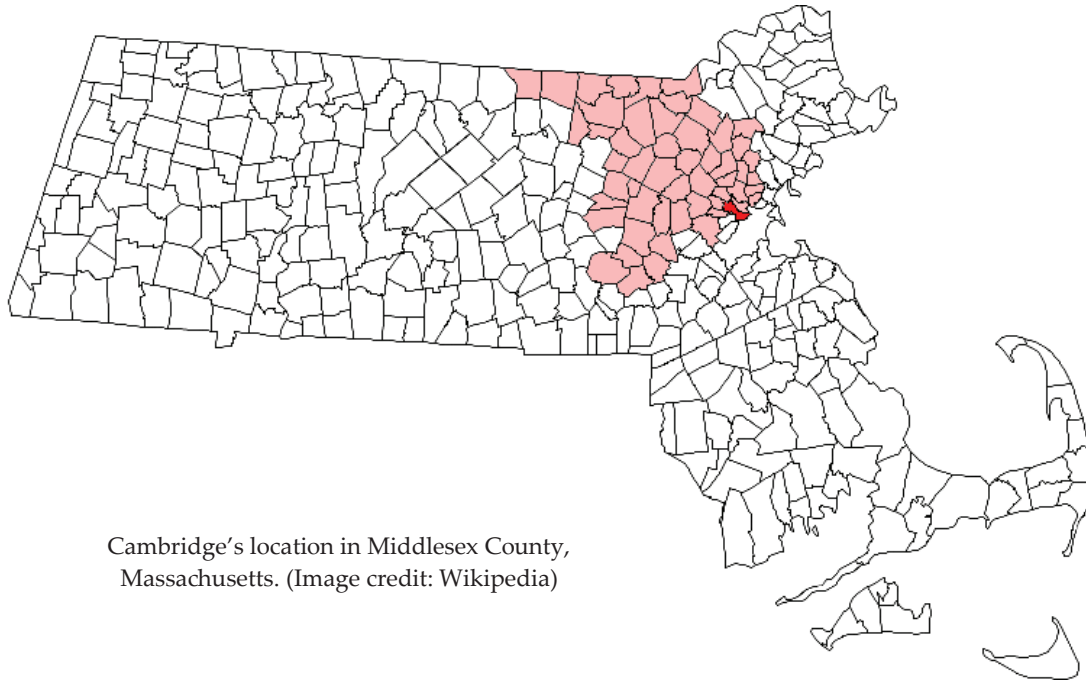 Cambridge’s location in Middlesex County,
Massachusetts. (Image credit: Wikipedia)